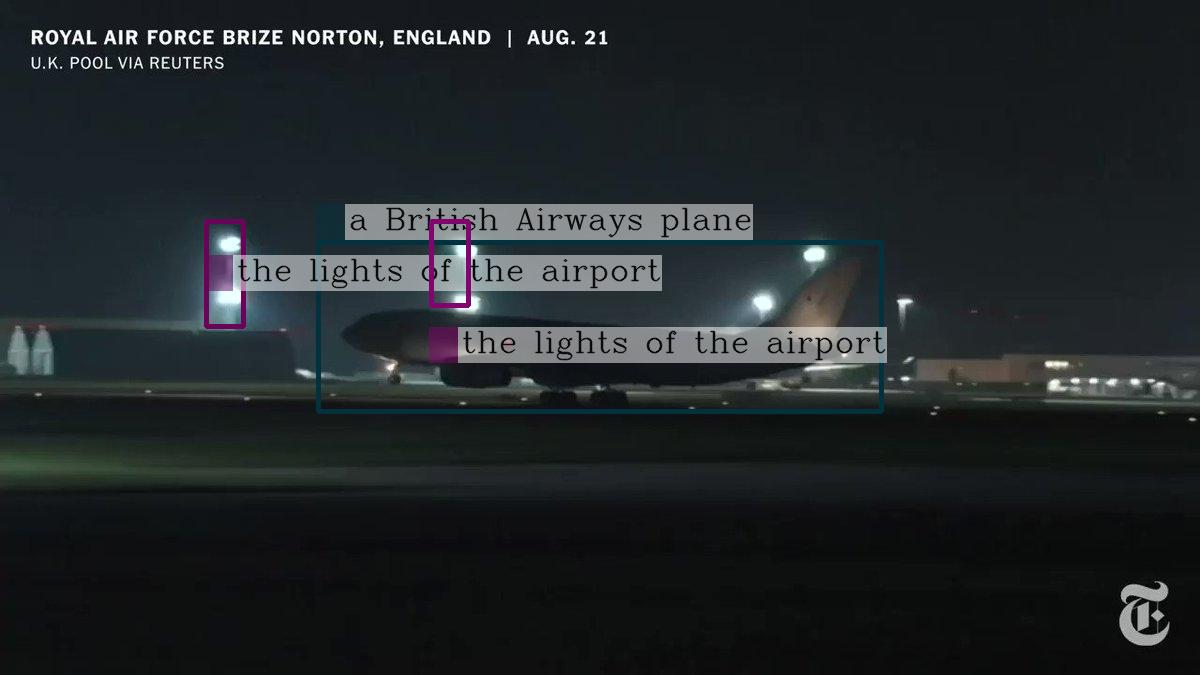 ROYAL AIR FORCE BRIZE NORTON, ENGLAND | AUG. 21
U.K. POOL VIA REUTERS
a British Airways plane
the lights of the airport
the lights of the airport
T